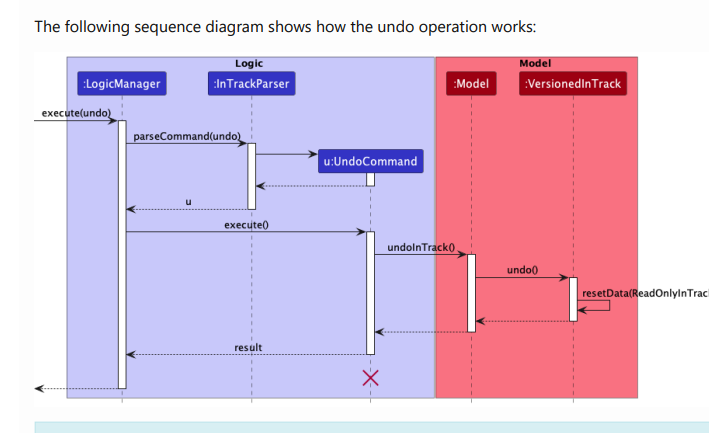 The following sequence diagram shows how the undo operation works:
Logic
Model
:LogicManager
:InTrackParser
:Model
:VersionedInTrack
execute(undo)
parseCommand(undo)
u:UndoCommand
u
execute()
undoInTrack()
undo()
resetData(ReadOnlyInTrac
result